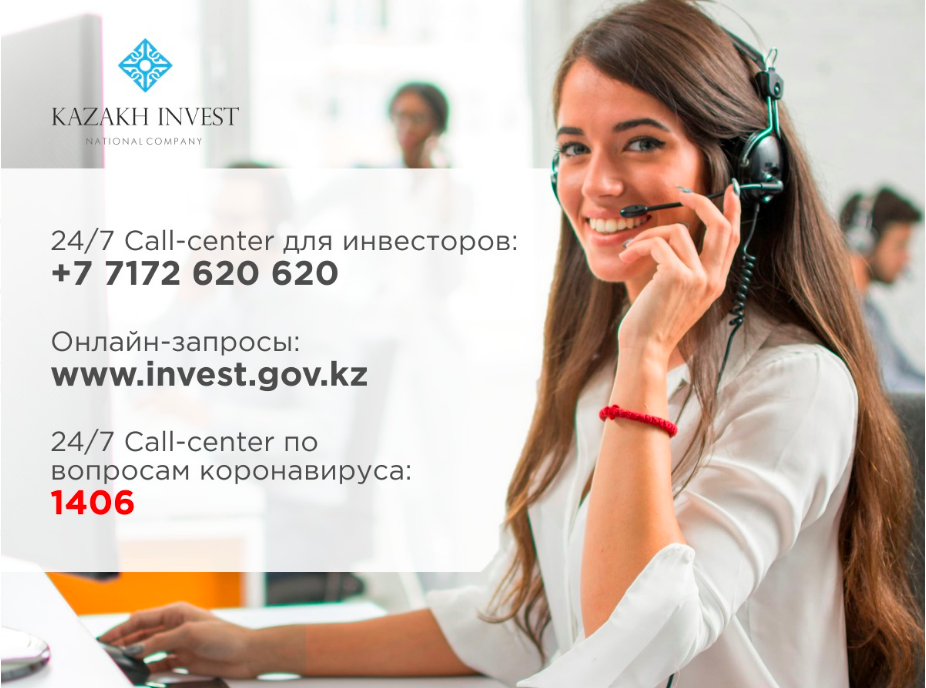 KAZAKH INVEST
NATIONAL COMPANY
24/7 Call-center для инвесторов:
+7 7172 620 620
Онлайн-запросы:
www.invest.gov.kz
24/7 Call-center по
вопросам коронавируса:
1406